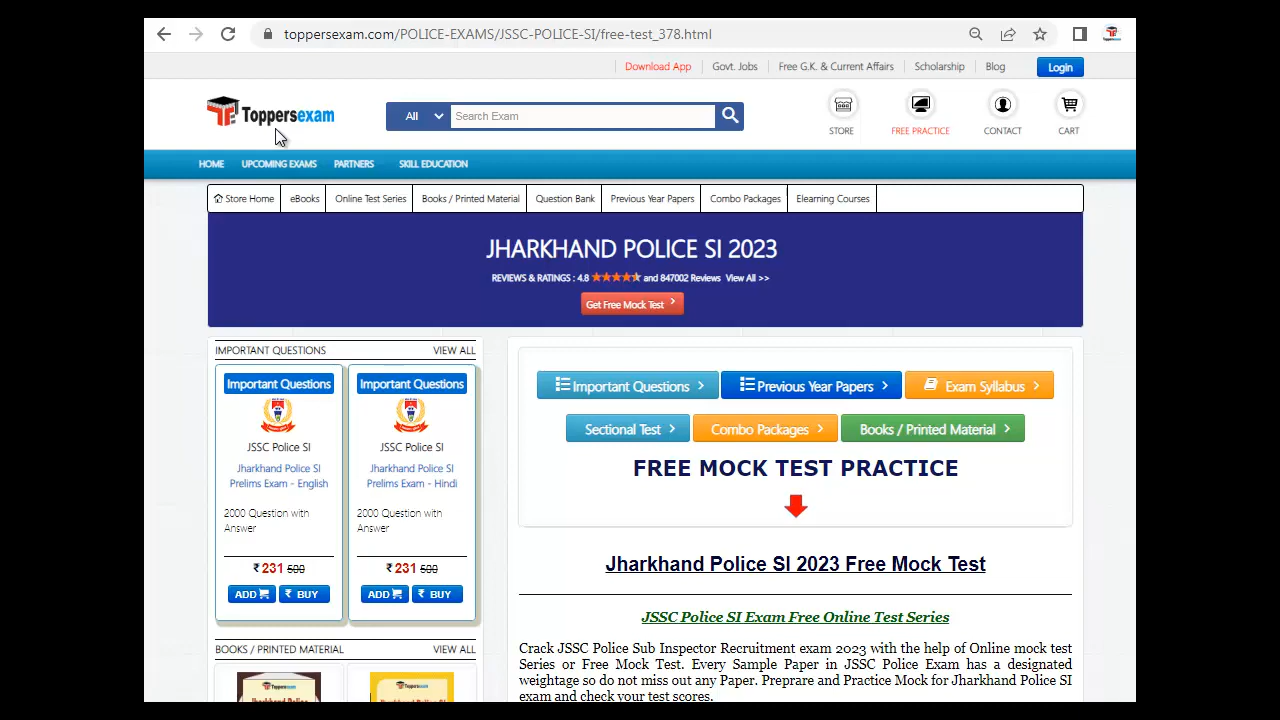 toppersexam.com/POLICE-EXAMS/JSSC-POLICE-SI/free-test_378.html
Download App
Govt. Jobs
Free G.K. & Current Affairs
Scholarship
Blog
Login
Toppersexam
All
Search Exam
STORE
FREE PRACTICE
CONTACT
CART
HOME
UPCOMING EXAMS
PARTNERS
SKILL EDUCATION
Store Home
eBooks
Online Test Series
Books / Printed Material
Question Bank
Previous Year Papers
Combo Packages
Elearning Courses
JHARKHAND POLICE SI 2023
REVIEWS & RATINGS : 4.8 and 847002 Reviews View All >>
Get Free Mock Test
IMPORTANT QUESTIONS
VIEW ALL
Important Questions
JSSC Police SI
Jharkhand Police SI
Prelims Exam - English
2000 Question with
Answer
₹ 231 500
ADD
₹ BUY
Important Questions
JSSC Police SI
Jharkhand Police SI
Prelims Exam - Hindi
2000 Question with
Answer
₹ 231 500
ADD
₹ BUY
BOOKS / PRINTED MATERIAL
VIEW ALL
Toppersexam
Toppersexam
Important Questions
Previous Year Papers
Exam Syllabus
Sectional Test
Combo Packages
Books / Printed Material
FREE MOCK TEST PRACTICE
Jharkhand Police SI 2023 Free Mock Test
JSSC Police SI Exam Free Online Test Series
Crack JSSC Police Sub Inspector Recruitment exam 2023 with the help of Online mock test
Series or Free Mock Test. Every Sample Paper in JSSC Police Exam has a designated
weightage so do not miss out any Paper. Preprare and Practice Mock for Jharkhand Police SI
exam and check your test scores.